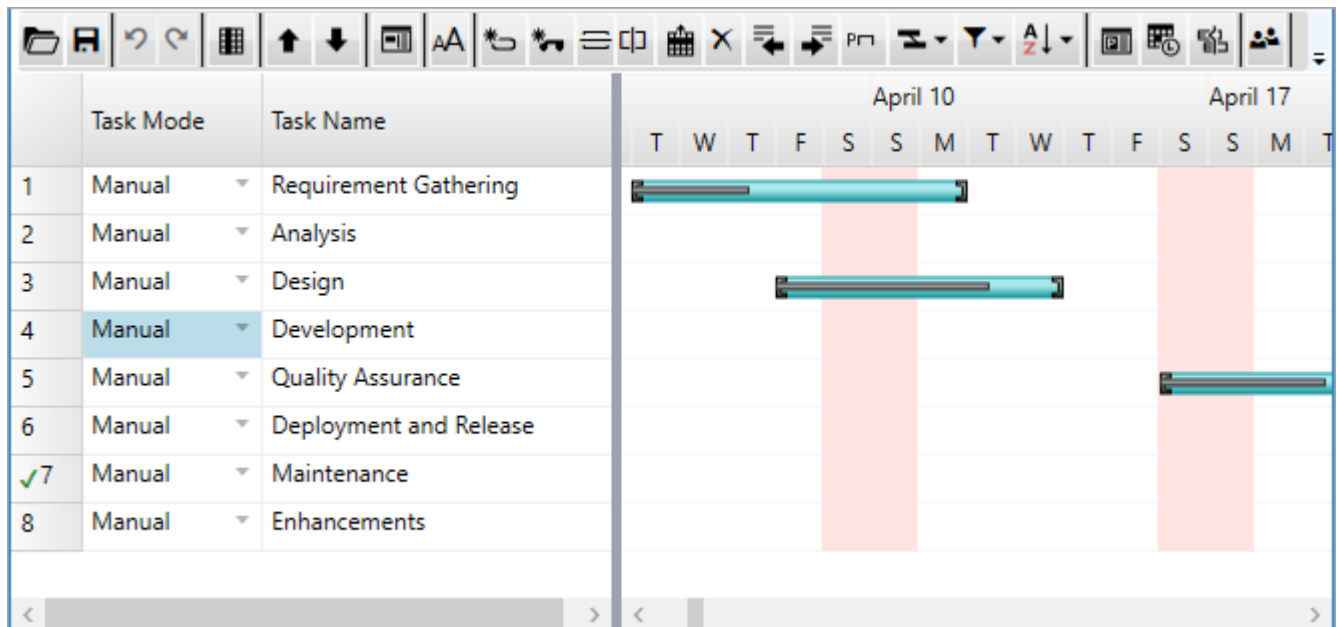 April 10 April 17
Task Mode Task Name
T W T F S S M T W T F S S M T
1 Manual Requirement Gathering
2 Manual Analysis
3 Manual Design
4 Manual Development
5 Manual Quality Assurance
6 Manual Deployment and Release
7 Manual Maintenance
8 Manual Enhancements